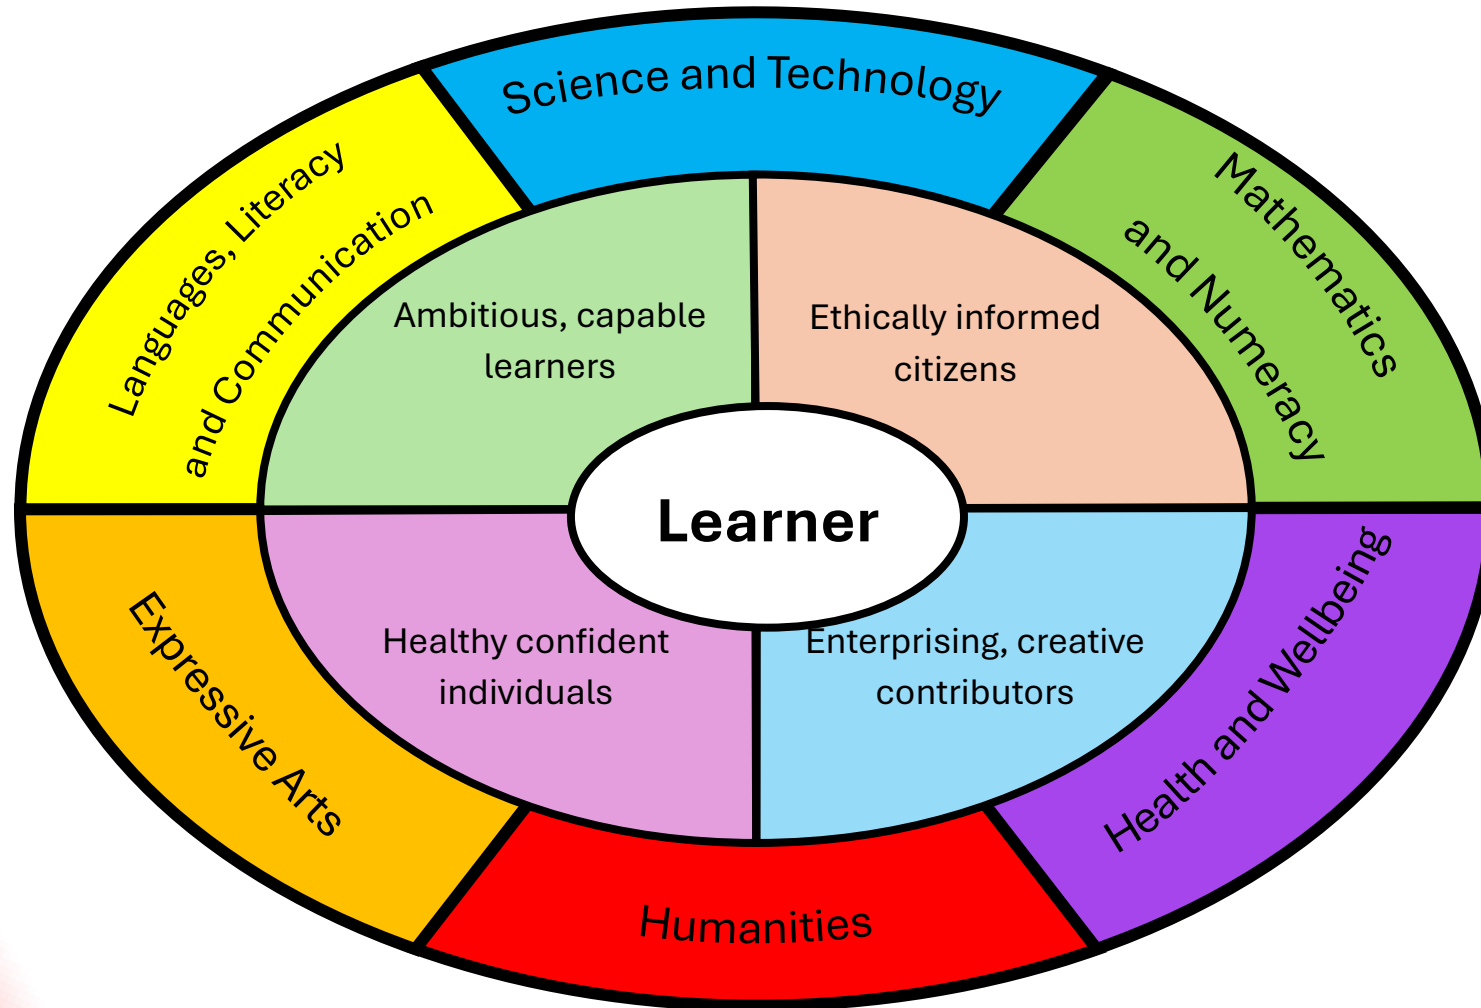 Science and Technology
Languages, Literacy
and Communication
Mathematics
and Numeracy
Ambitious, capable
learners
Ethically informed
citizens
Learner
Healthy confident
individuals
Enterprising, creative
contributors
Expressive Arts
Health and Wellbeing
Humanities